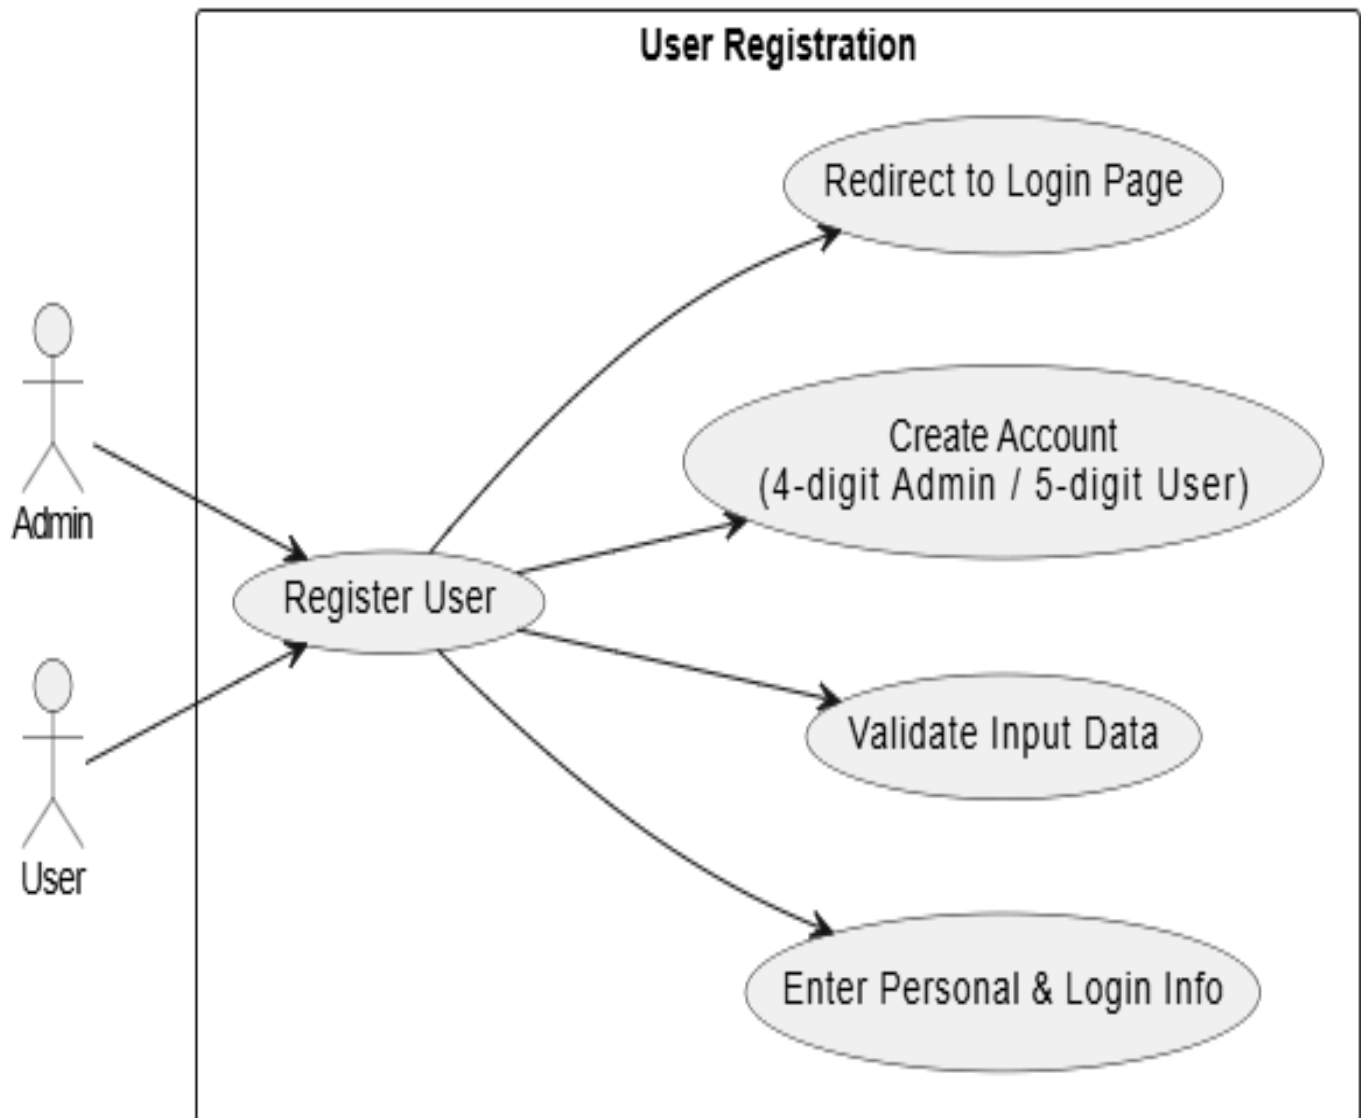 User Registration
Redirect to Login Page
Create Account
(4-digit Admin / 5-digit User)
Admin
Register User
Validate Input Data
User
Enter Personal & Login Info